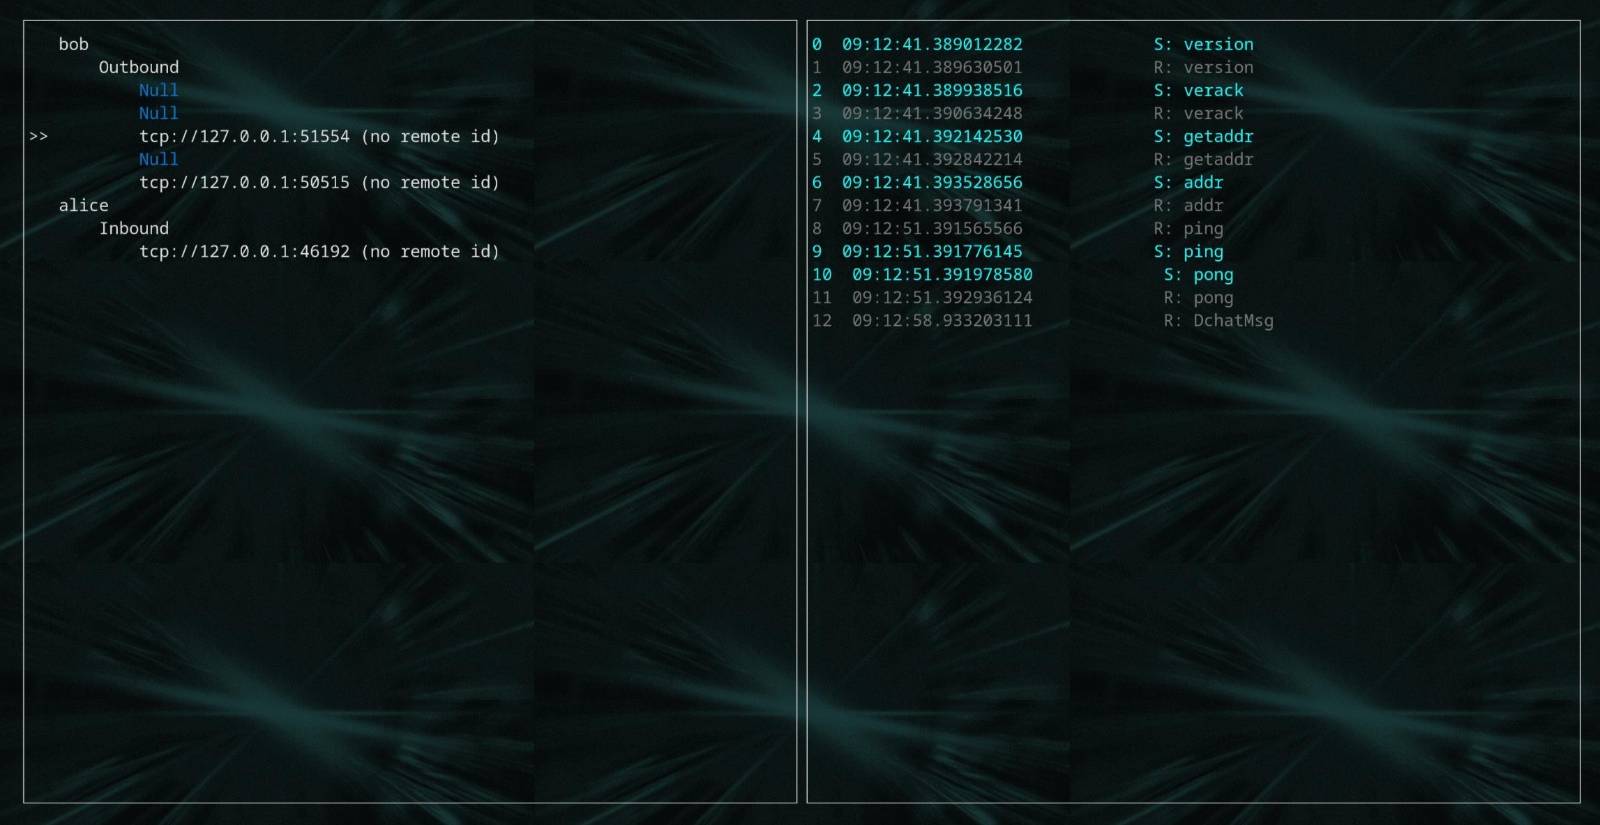 bob
Outbound
Null
Null
>> tcp://127.0.0.1:51554 (no remote id)
Null
tcp://127.0.0.1:50515 (no remote id)
alice
Inbound
tcp://127.0.0.1:46192 (no remote id)
0 09:12:41.389012282 S: version
1 09:12:41.389630501 R: version
2 09:12:41.389938516 S: verack
3 09:12:41.390634248 R: verack
4 09:12:41.392142530 S: getaddr
5 09:12:41.392842214 R: getaddr
6 09:12:41.393528656 S: addr
7 09:12:41.393791341 R: addr
8 09:12:51.391565566 R: ping
9 09:12:51.391776145 S: ping
10 09:12:51.391978580 S: pong
11 09:12:51.392936124 R: pong
12 09:12:58.933203111 R: DchatMsg